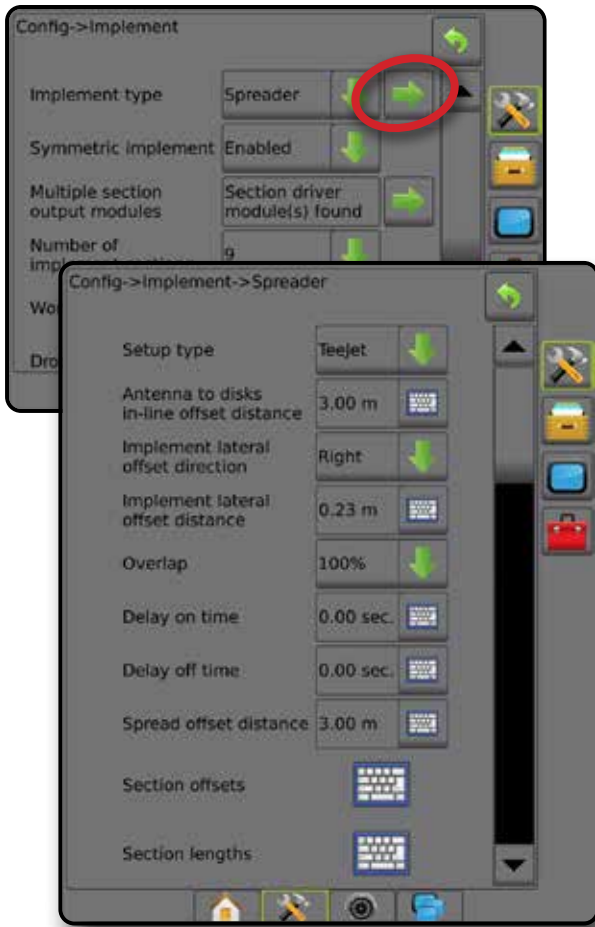 Config->Implement
Implement type Spreader
Symmetric implement Enabled
Multiple section
output modules
Section driver
module(s) found
Number of
9
Config->Implement->Spreader
Setup type TeeJet
Antenna to disks
in-line offset distance
3.00 m
Implement lateral
offset direction
Right
Implement lateral
offset distance
0.23 m
Overlap 100%
Delay on time 0.00 sec.
Delay off time 0.00 sec.
Spread offset distance 3.00 m
Section offsets
Section lengths